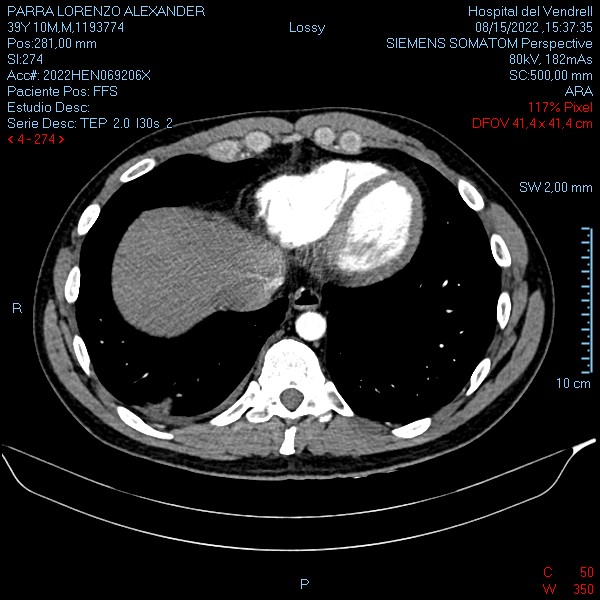 PARRA LORENZO ALEXANDER
39Y 10M,M,1193774
Pos:281,00 mm
SI:274
Acc#: 2022HEN069206X
Paciente Pos: FFS
Estudio Desc:
Serie Desc: TEP 2.0 I30s 2
< 4 - 274 >
Lossy
Hospital del Vendrell
08/15/2022 ,15:37:35
SIEMENS SOMATOM Perspective
80kV, 182mAs
SC:500,00 mm
ARA
117% Pixel
DFOV 41,4 x 41,4 cm
SW 2,00 mm
R
10 cm
P
C 50
W 350